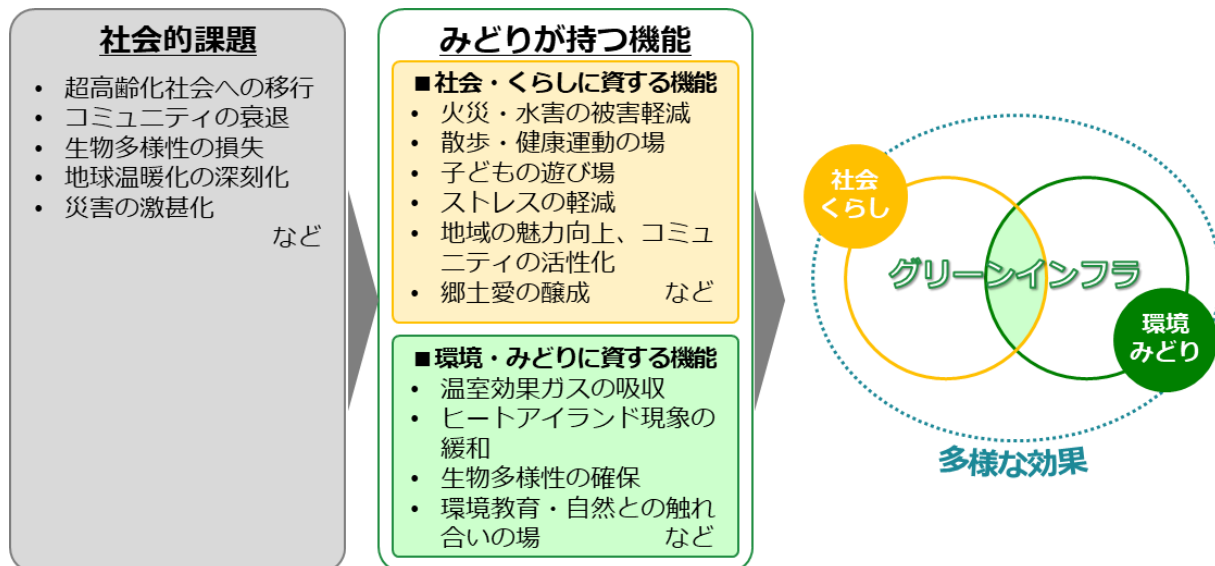 社会的課題
• 超高齢化社会への移行
• コミュニティの衰退
• 生物多様性の損失
• 地球温暖化の深刻化
• 災害の激甚化
など
みどりが持つ機能
■社会・くらしに資する機能
• 火災・水害の被害軽減
• 散歩・健康運動の場
• 子どもの遊び場
• ストレスの軽減
• 地域の魅力向上、コミュ
ニティの活性化
• 郷土愛の醸成 など
■環境・みどりに資する機能
• 温室効果ガスの吸収
• ヒートアイランド現象の
緩和
• 生物多様性の確保
• 環境教育・自然との触れ
合いの場 など
社会
くらし
グリーンインフラ
環境
みどり
多様な効果